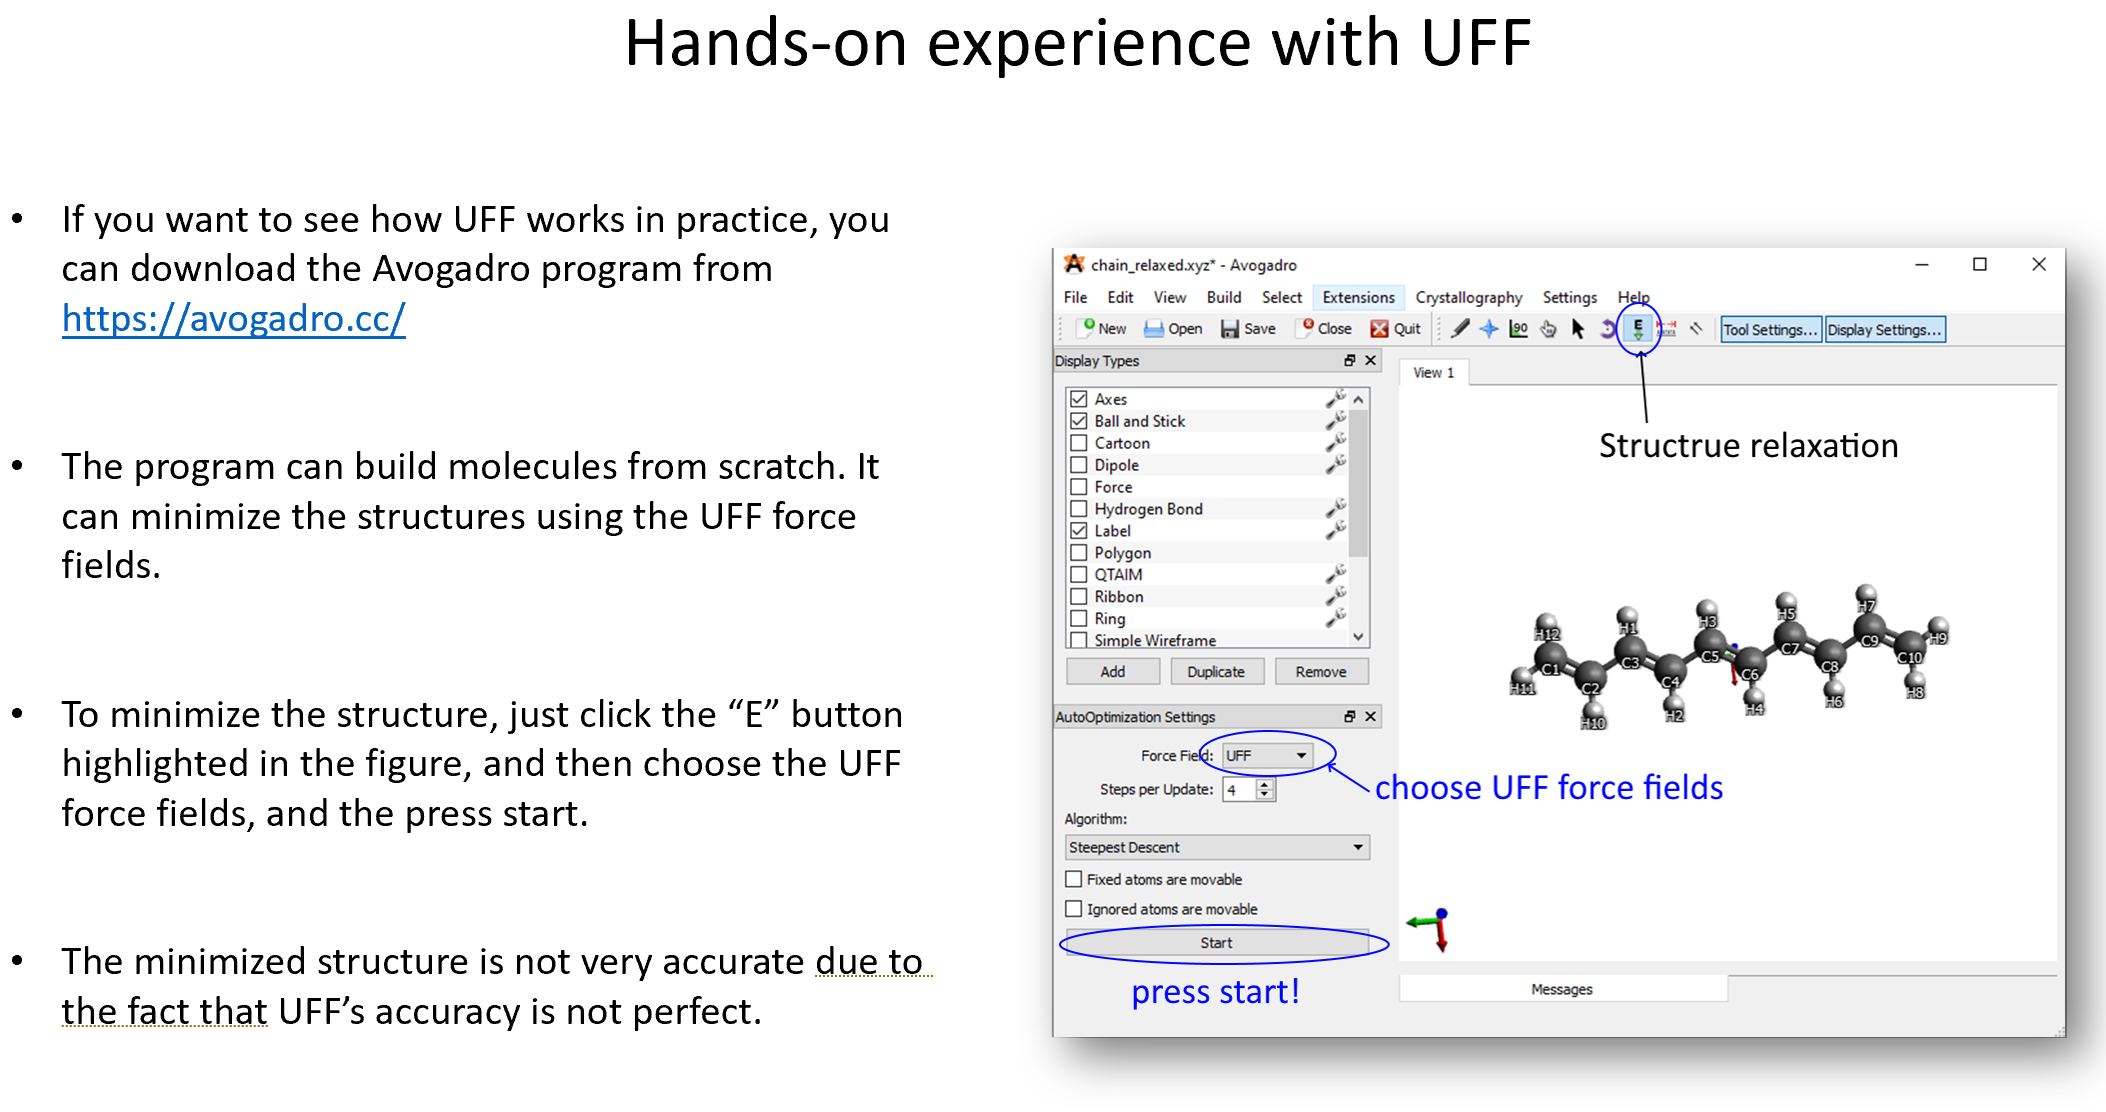 Hands-on experience with UFF
• If you want to see how UFF works in practice, you
can download the Avogadro program from
https://avogadro.cc/
• The program can build molecules from scratch. It
can minimize the structures using the UFF force
fields.
• To minimize the structure, just click the “E” button
highlighted in the figure, and then choose the UFF
force fields, and the press start.
• The minimized structure is not very accurate due to
the fact that UFF’s accuracy is not perfect.
chain_relaxed.xyz* - Avogadro
File Edit View Build Select Extensions Crystallography Settings Help
New Open Save Close Quit E Tool Settings... Display Settings...
Display Types
Axes
Ball and Stick
Cartoon
Dipole
Force
Hydrogen Bond
Label
Polygon
QTAIM
Ribbon
Ring
Simple Wireframe
Add Duplicate Remove
AutoOptimization Settings
Force Field: UFF
Steps per Update: 4
Algorithm:
Steepest Descent
Fixed atoms are movable
Ignored atoms are movable
Start
press start!
choose UFF force fields
View 1
Structrue relaxation
H12 H1 H3 H5 H7 H9
C1 C3 C5 C7 C9
C2 C4 C6 C8 C10
H11 H10 H2 H4 H6 H8
Messages